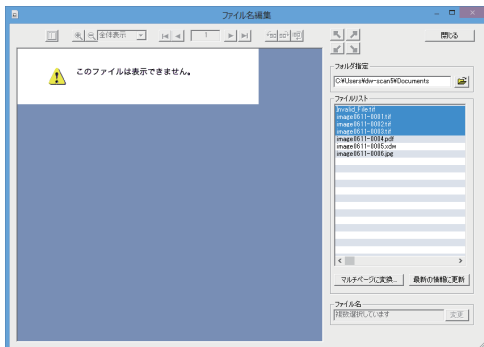 ファイル名編集
全体表示
1
閉じる
このファイルは表示できません。
フォルダ指定
C:¥Users¥dw-scan5¥Documents
ファイルリスト
Invalid_File.tif
image0611-0001.tif
image0611-0002.tif
image0611-0003.tif
image0611-0004.pdf
image0611-0005.xdw
image0611-0006.jpg
マルチページに変換...
最新の情報に更新
ファイル名
複数選択しています
変更